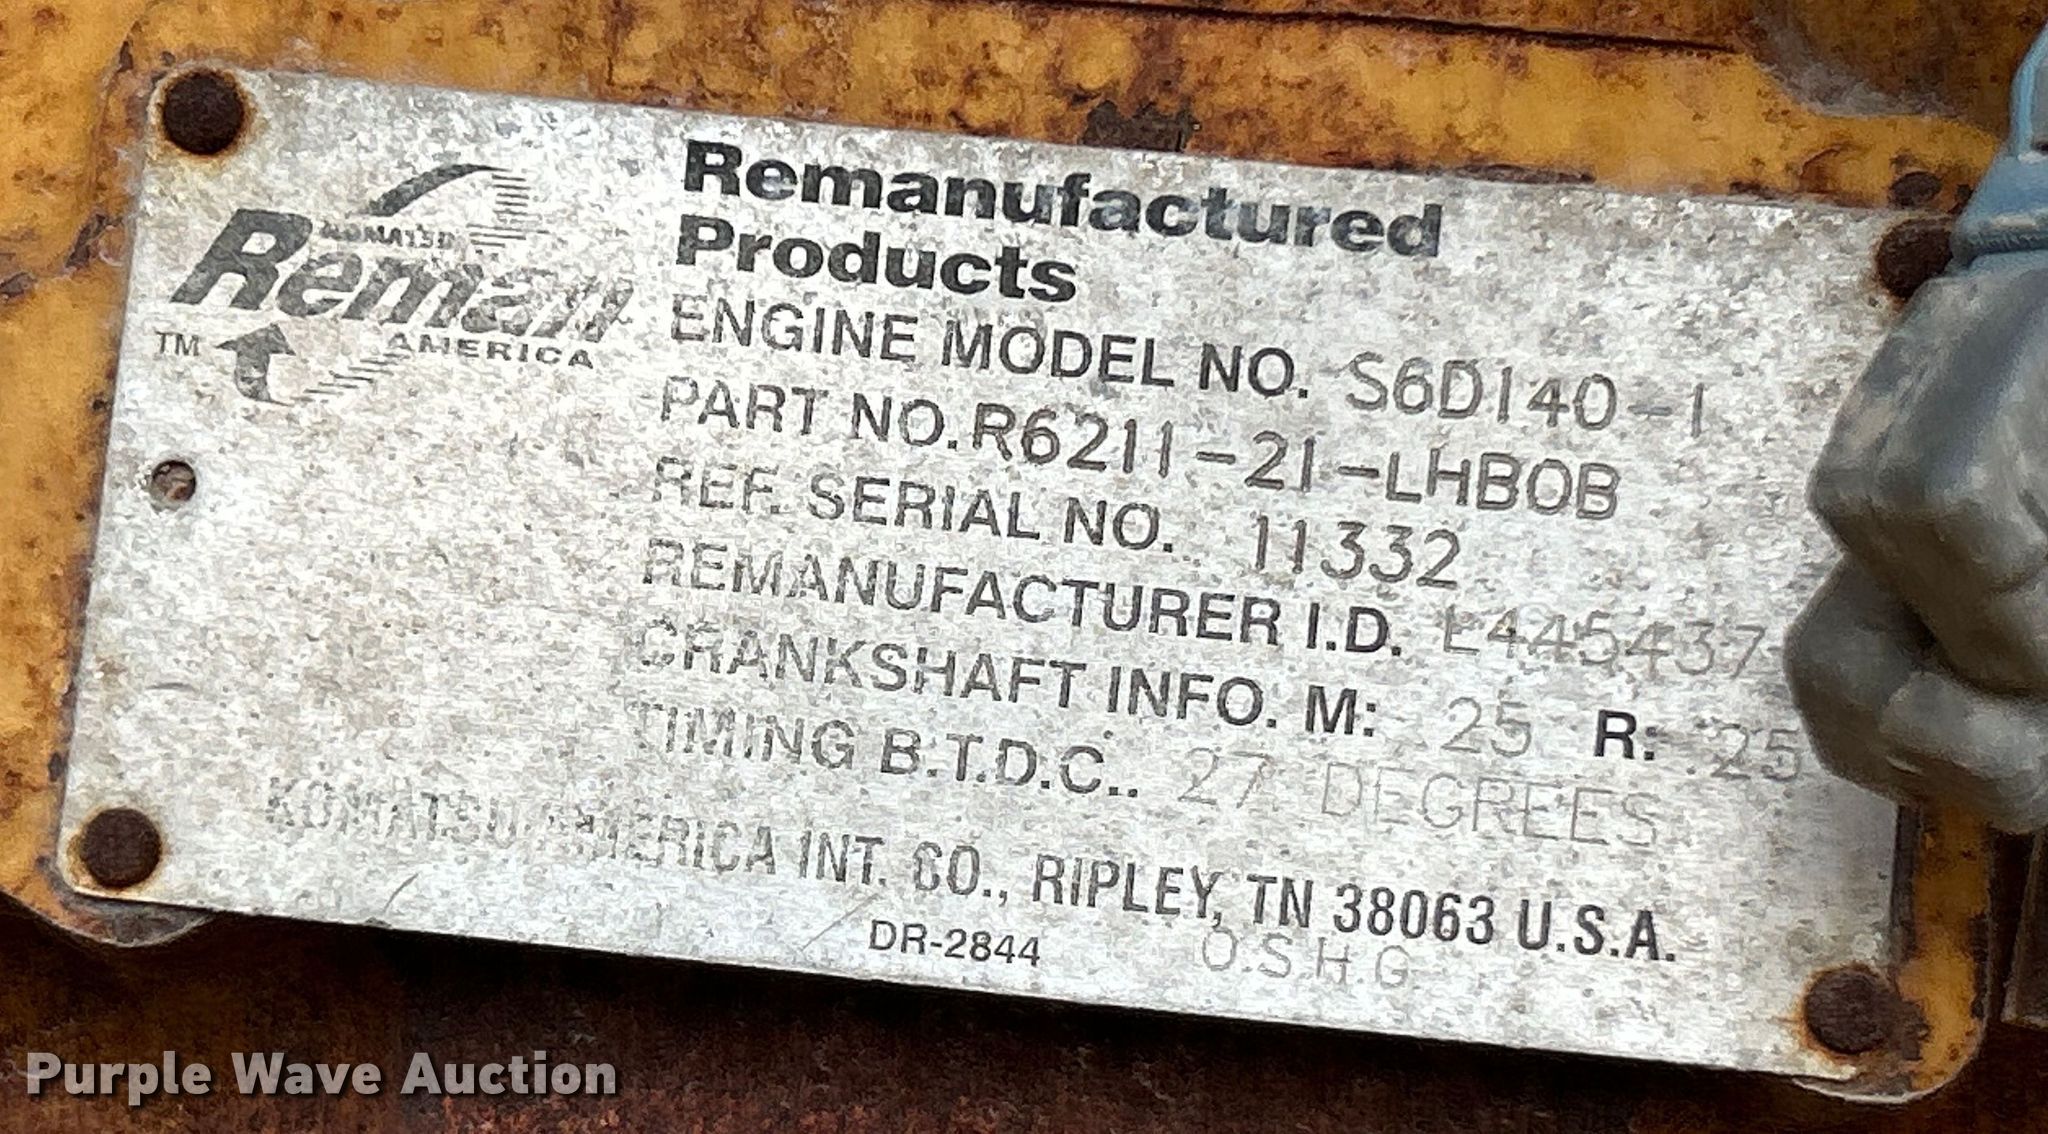 KOMATSU
Reman
TM AMERICA
Remanufactured
Products
ENGINE MODEL NO. S6D140-1
PART NO. R6211-21-LHBOB
REF. SERIAL NO. 11332
REMANUFACTURER I.D. L445437
CRANKSHAFT INFO. M: .25 R: .25
TIMING B.T.D.C.. 27 DEGREES
KOMATSU AMERICA INT. CO., RIPLEY, TN 38063 U.S.A.
DR-2844 O.S.H.G
Purple Wave Auction